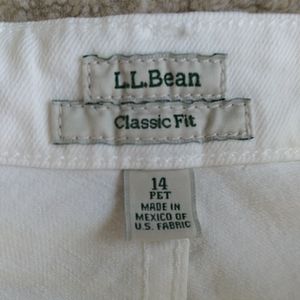 L.L.Bean
Classic Fit
14
PET
MADE IN
MEXICO OF
U.S. FABRIC